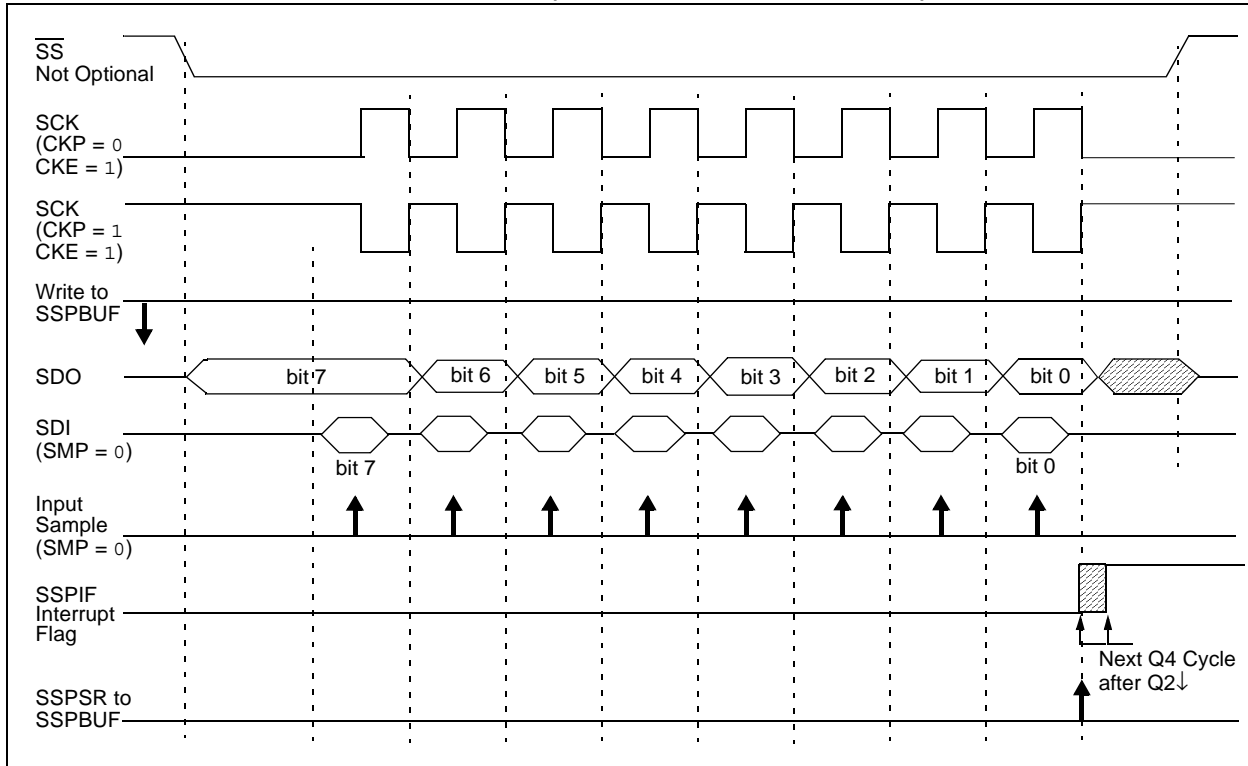 SS
Not Optional
SCK
(CKP = 0
CKE = 1)
SCK
(CKP = 1
CKE = 1)
Write to
SSPBUF
SDO
bit 7
bit 6
bit 5
bit 4
bit 3
bit 2
bit 1
bit 0
SDI
(SMP = 0)
bit 7
bit 0
Input
Sample
(SMP = 0)
SSPIF
Interrupt
Flag
Next Q4 Cycle
after Q2↓
SSPSR to
SSPBUF